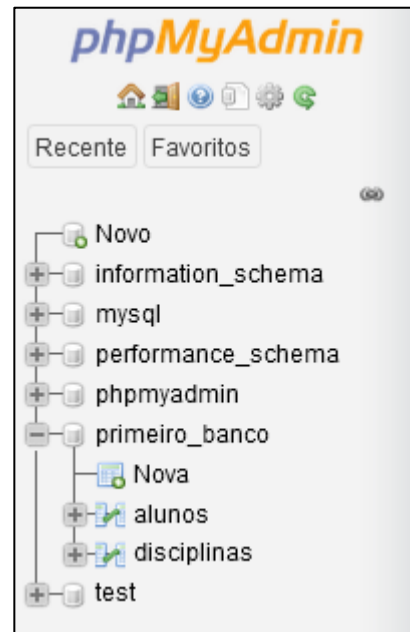 phpMyAdmin
Recente Favoritos
Novo
information_schema
mysql
performance_schema
phpmyadmin
primeiro_banco
Nova
alunos
disciplinas
test